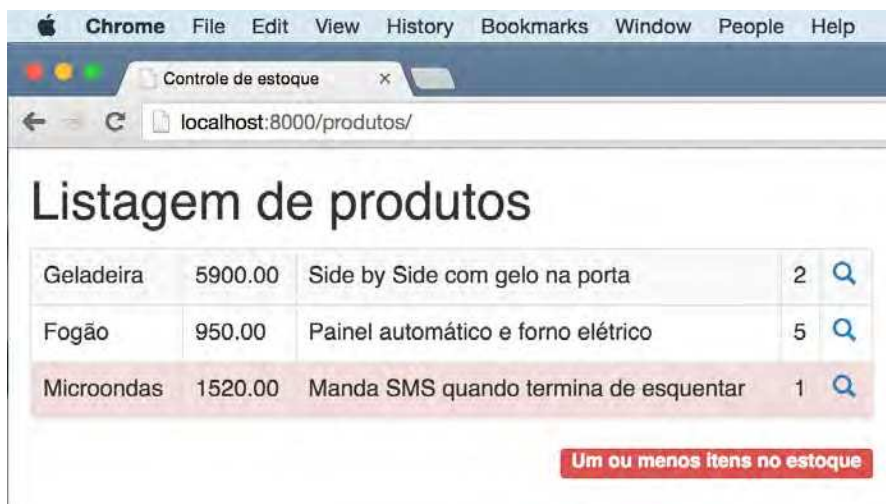 Chrome File Edit View History Bookmarks Window People Help
Controle de estoque
localhost:8000/produtos/
Listagem de produtos
Geladeira 5900.00 Side by Side com gelo na porta 2
Fogão 950.00 Painel automático e forno elétrico 5
Microondas 1520.00 Manda SMS quando termina de esquentar 1
Um ou menos itens no estoque